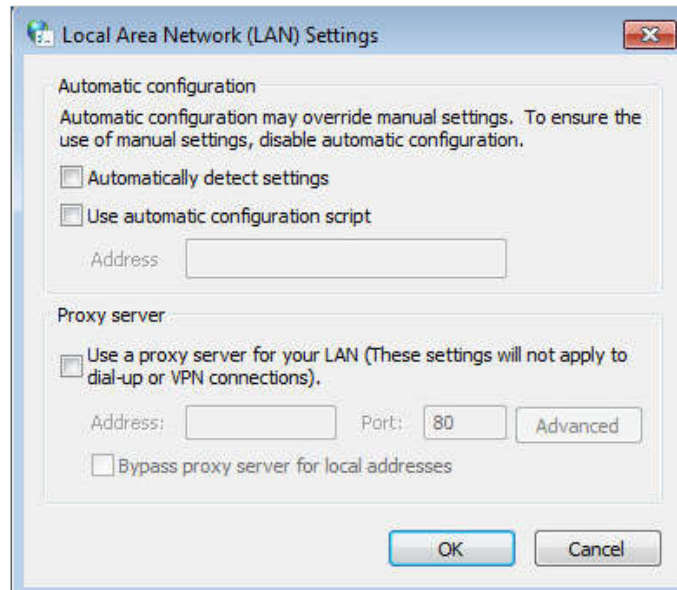 Local Area Network (LAN) Settings
Automatic configuration
Automatic configuration may override manual settings. To ensure the
use of manual settings, disable automatic configuration.
Automatically detect settings
Use automatic configuration script
Address
Proxy server
Use a proxy server for your LAN (These settings will not apply to
dial-up or VPN connections).
Address: Port: 80 Advanced
Bypass proxy server for local addresses
OK Cancel